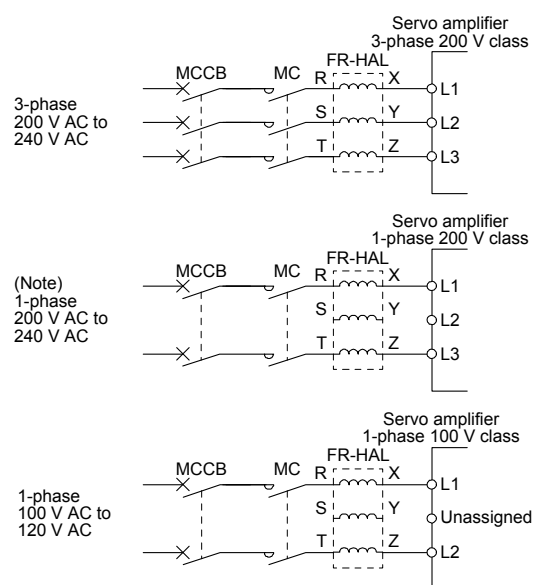 Servo amplifier
3-phase 200 V class
FR-HAL
MCCB MC R X
L1
3-phase
200 V AC to
240 V AC
S Y
L2
T Z
L3
Servo amplifier
1-phase 200 V class
FR-HAL
MCCB MC R X
L1
(Note)
1-phase
200 V AC to
240 V AC
S Y
L2
T Z
L3
Servo amplifier
1-phase 100 V class
FR-HAL
MCCB MC R X
L1
1-phase
100 V AC to
120 V AC
S Y
Unassigned
T Z
L2